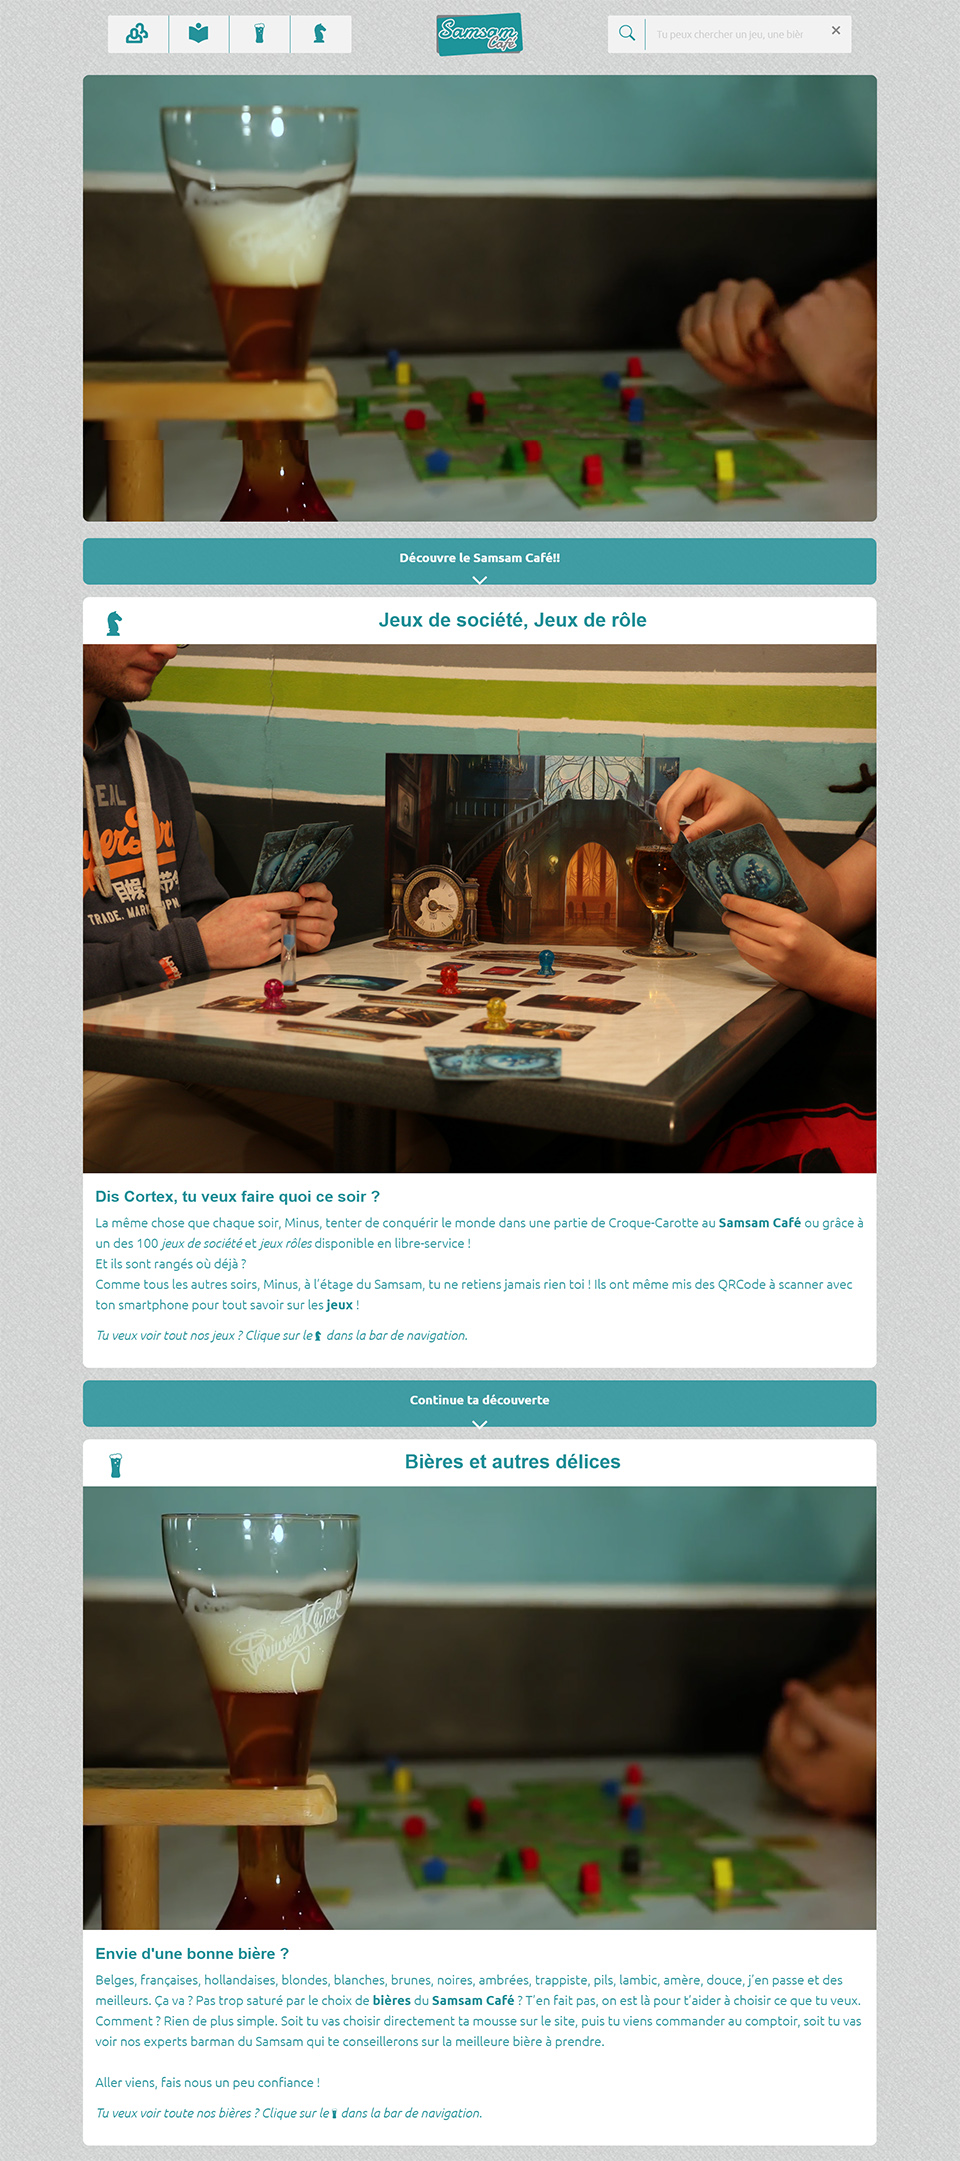 Samsam
Café
Tu peux chercher un jeu, une bièr
Découvre le Samsam Café!!
Jeux de société, Jeux de rôle
REAL
TRADE. MARK
Dis Cortex, tu veux faire quoi ce soir ?
La même chose que chaque soir, Minus, tenter de conquérir le monde dans une partie de Croque-Carotte au Samsam Café ou grâce à
un des 100 jeux de société et jeux rôles disponible en libre-service !
Et ils sont rangés où déjà ?
Comme tous les autres soirs, Minus, à l'étage du Samsam, tu ne retiens jamais rien toi ! Ils ont même mis des QRCode à scanner avec
ton smartphone pour tout savoir sur les jeux !
Tu veux voir tout nos jeux ? Clique sur le dans la bar de navigation.
Continue ta découverte
Bières et autres délices
Pauwel Kwak
Envie d'une bonne bière ?
Belges, françaises, hollandaises, blondes, blanches, brunes, noires, ambrées, trappiste, pils, lambic, amère, douce, j'en passe et des
meilleurs. Ça va ? Pas trop saturé par le choix de bières du Samsam Café ? T'en fait pas, on est là pour t'aider à choisir ce que tu veux.
Comment ? Rien de plus simple. Soit tu vas choisir directement ta mousse sur le site, puis tu viens commander au comptoir, soit tu vas
voir nos experts barman du Samsam qui te conseillerons sur la meilleure bière à prendre.
Aller viens, fais nous un peu confiance !
Tu veux voir toute nos bières ? Clique sur le dans la bar de navigation.